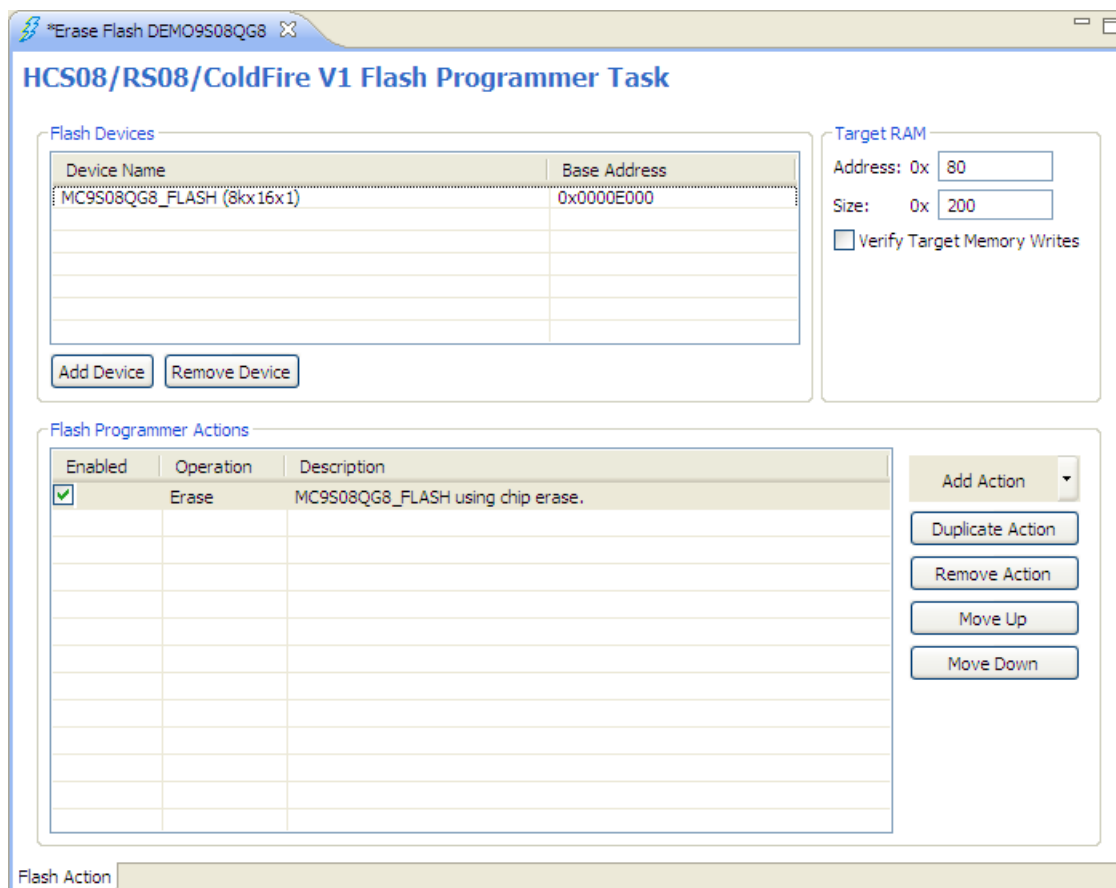 *Erase Flash DEMO9S08QG8
HCS08/RS08/ColdFire V1 Flash Programmer Task
Flash Devices
Device Name Base Address
MC9S08QG8_FLASH (8kx16x1) 0x0000E000
Add Device Remove Device
Target RAM
Address: 0x 80
Size: 0x 200
Verify Target Memory Writes
Flash Programmer Actions
Enabled Operation Description
Erase MC9S08QG8_FLASH using chip erase.
Add Action
Duplicate Action
Remove Action
Move Up
Move Down
Flash Action